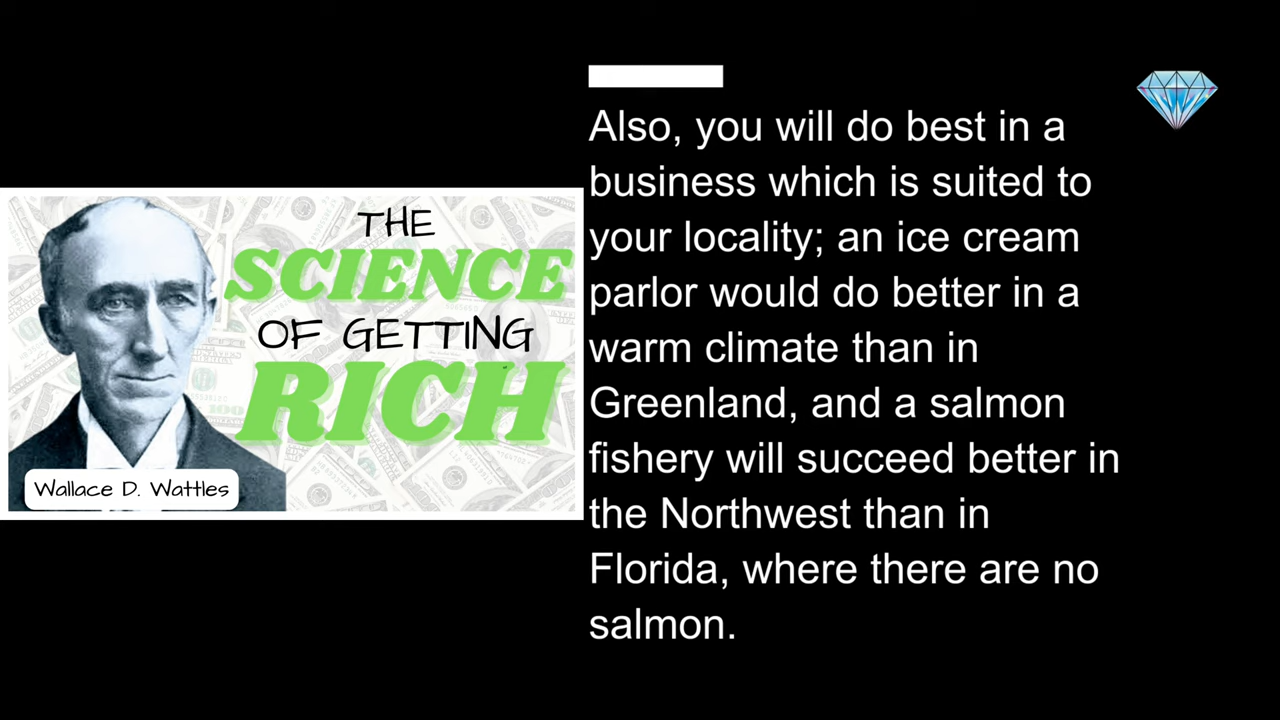 THE
SCIENCE
OF GETTING
RICH
Wallace D. Wattles
Also, you will do best in a
business which is suited to
your locality; an ice cream
parlor would do better in a
warm climate than in
Greenland, and a salmon
fishery will succeed better in
the Northwest than in
Florida, where there are no
salmon.